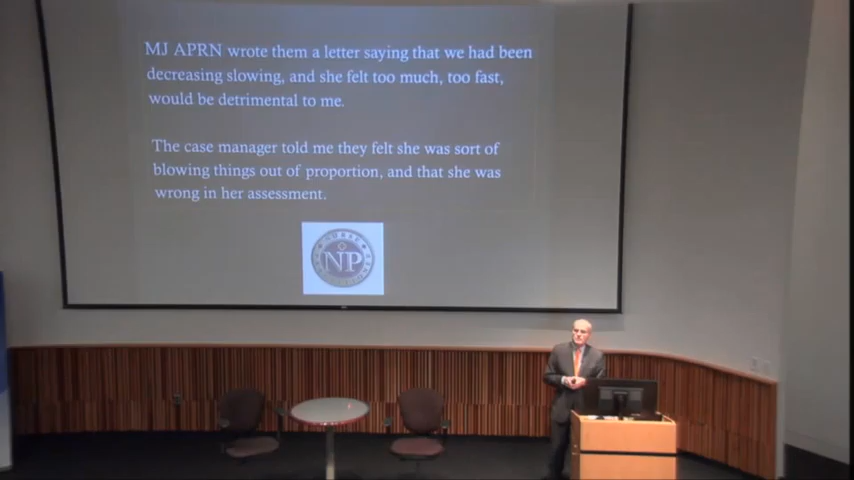 MJ APRN wrote them a letter saying that we had been
decreasing slowing, and she felt too much, too fast,
would be detrimental to me.
The case manager told me they felt she was sort of
blowing things out of proportion, and that she was
wrong in her assessment.
NURSE
NP